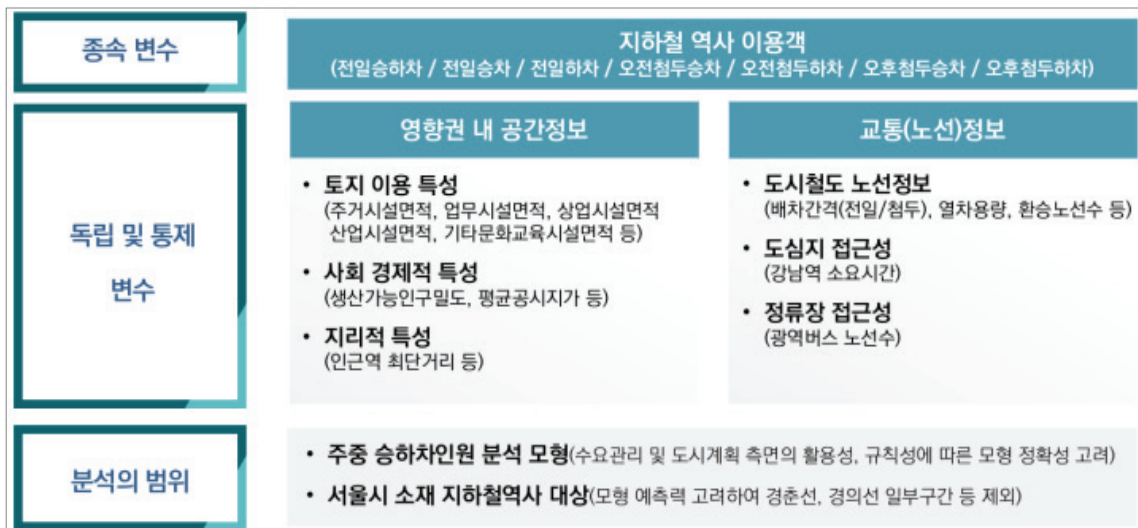 종속 변수
지하철 역사 이용객
(전일승하차 / 전일승차 / 전일하차 / 오전첨두승차 / 오전첨두하차 / 오후첨두승차 / 오후첨두하차)
독립 및 통제
변수
영향권 내 공간정보
• 토지 이용 특성
(주거시설면적, 업무시설면적, 상업시설면적
산업시설면적, 기타문화교육시설면적 등)
• 사회 경제적 특성
(생산가능인구밀도, 평균공시지가 등)
• 지리적 특성
(인근역 최단거리 등)
교통(노선)정보
• 도시철도 노선정보
(배차간격(전일/첨두), 열차용량, 환승노선수 등)
• 도심지 접근성
(강남역 소요시간)
• 정류장 접근성
(광역버스 노선수)
분석의 범위
• 주중 승하차인원 분석 모형(수요관리 및 도시계획 측면의 활용성, 규칙성에 따른 모형 정확성 고려)
• 서울시 소재 지하철역사 대상(모형 예측력 고려하여 경춘선, 경의선 일부구간 등 제외)